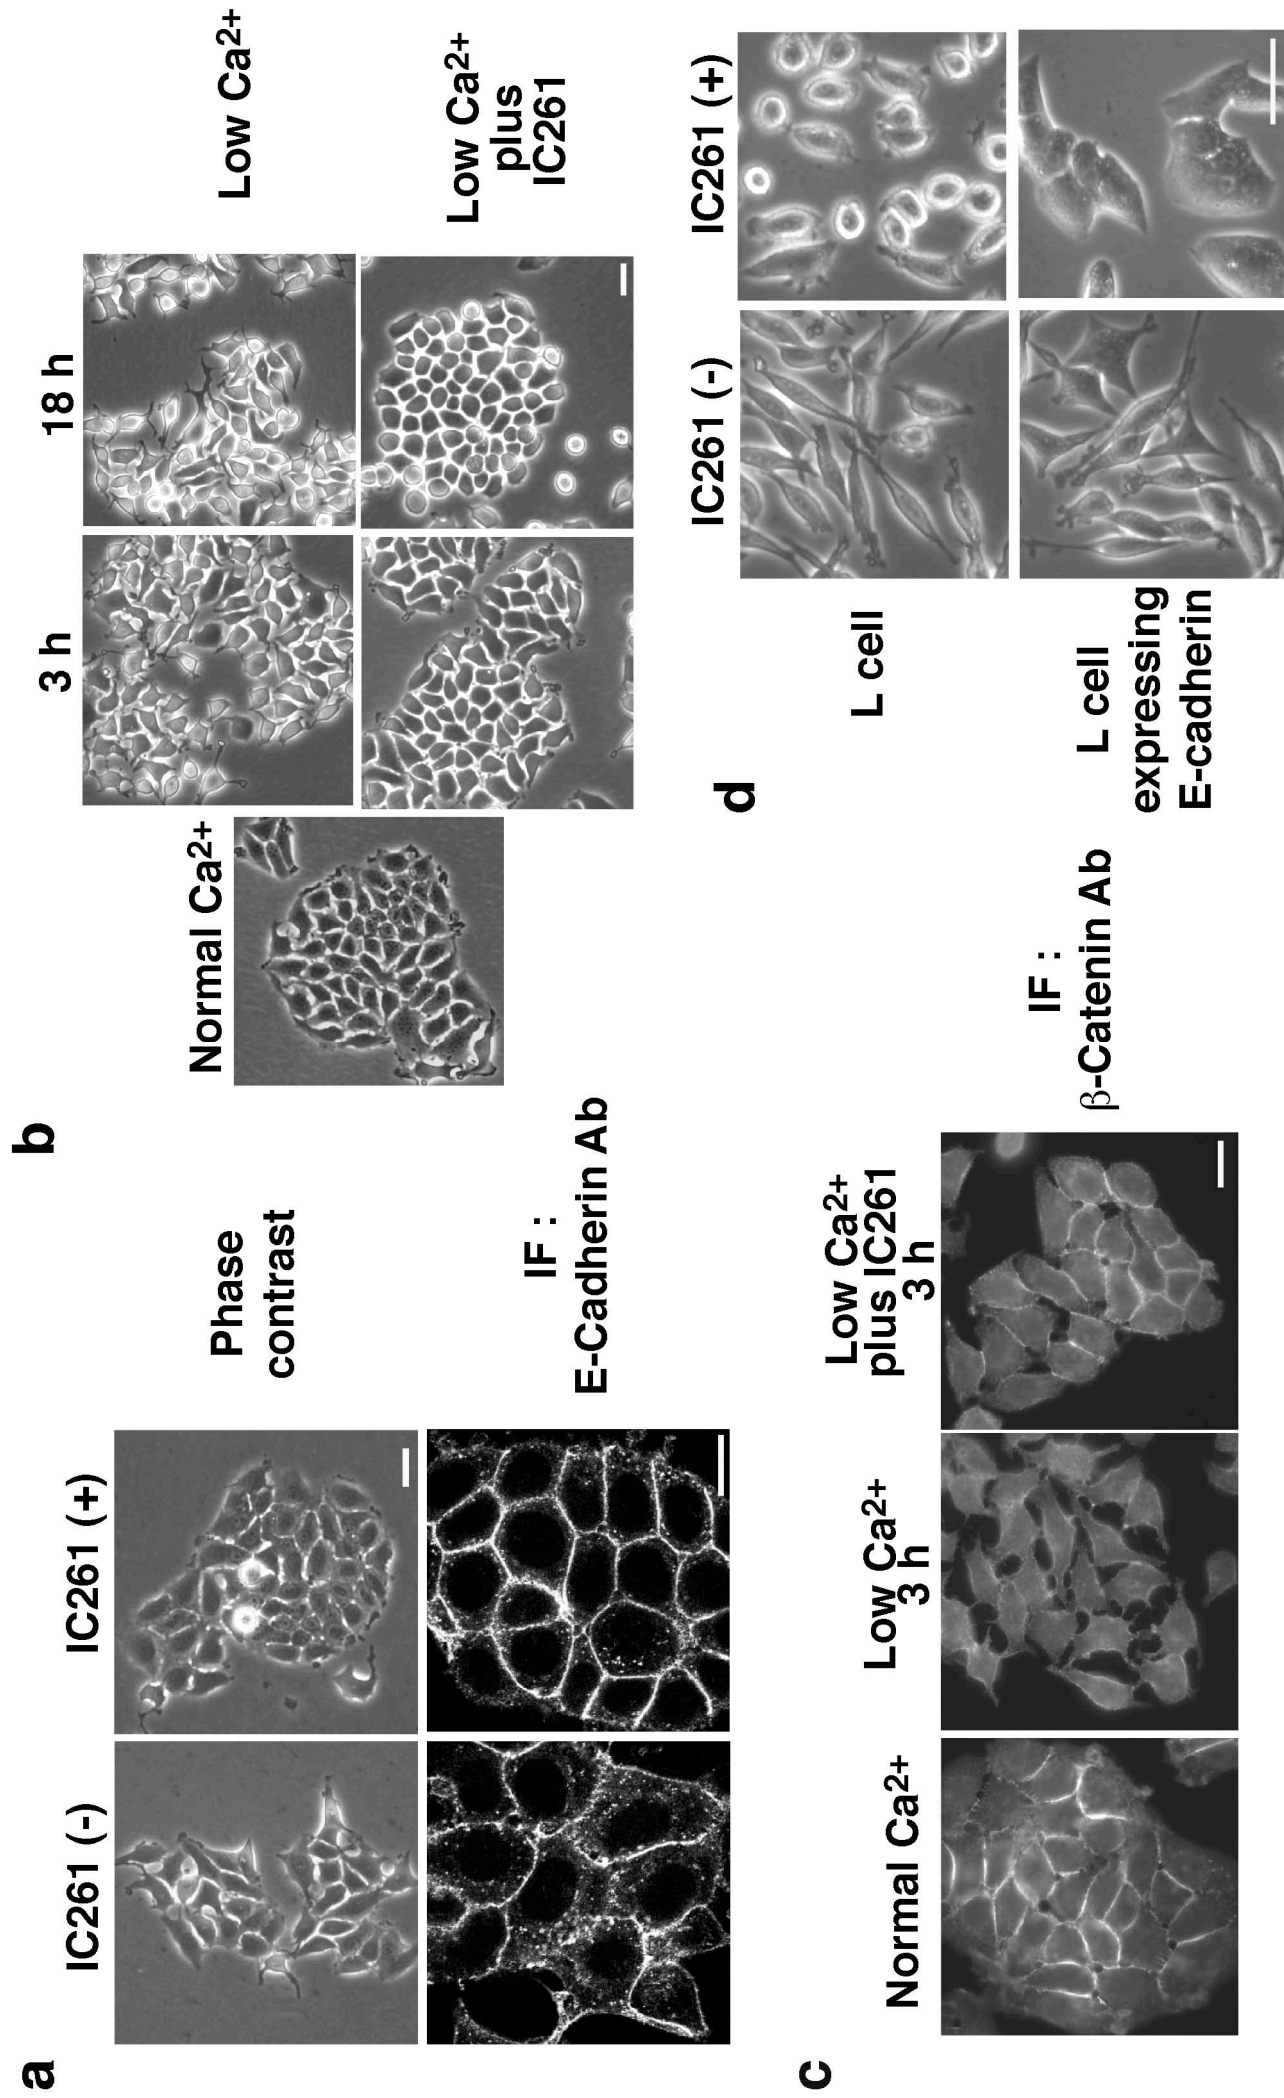 a
IC261 (-)
IC261 (+)
Phase
contrast
IF :
E-Cadherin Ab
b
Normal Ca2+
3 h
18 h
Low Ca2+
Low Ca2+
plus
IC261
c
Normal Ca2+
Low Ca2+
3 h
Low Ca2+
plus IC261
3 h
IF :
β-Catenin Ab
d
IC261 (-)
IC261 (+)
L cell
L cell
expressing
E-cadherin